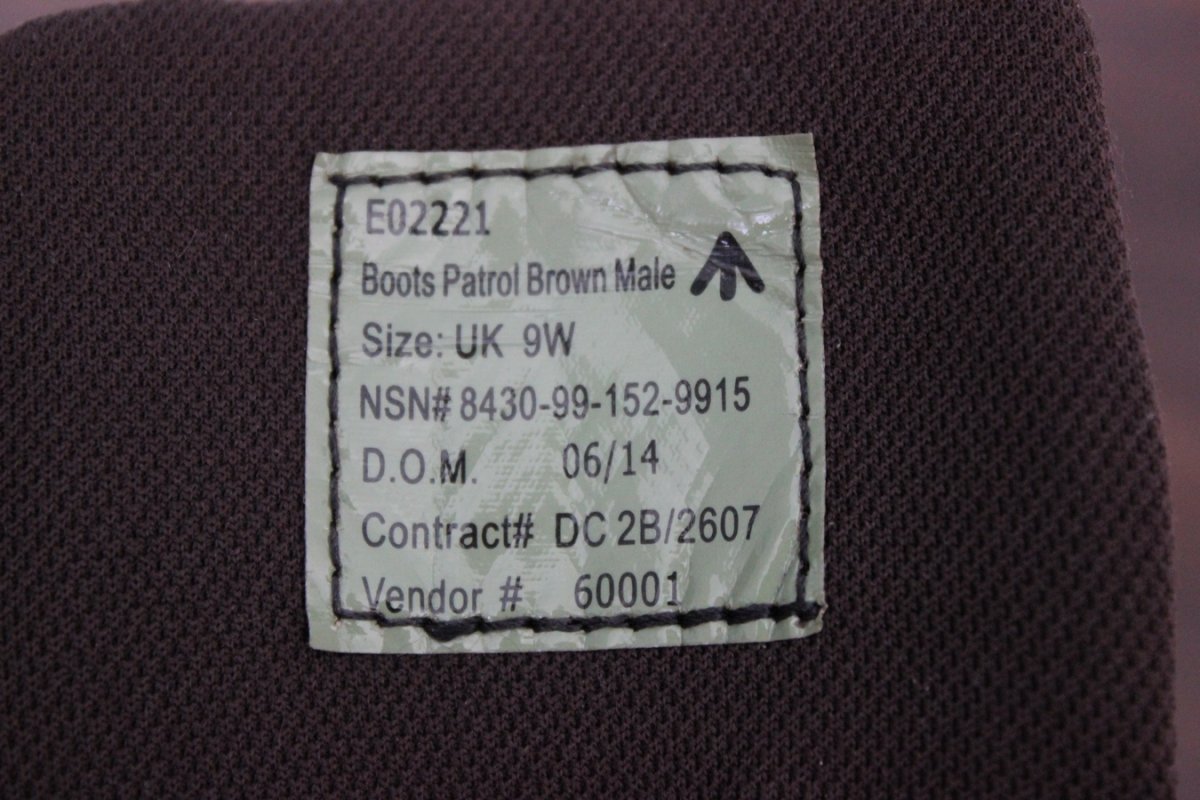 E02221
Boots Patrol Brown Male
Size: UK 9W
NSN# 8430-99-152-9915
D.O.M. 06/14
Contract# DC 2B/2607
Vendor # 60001